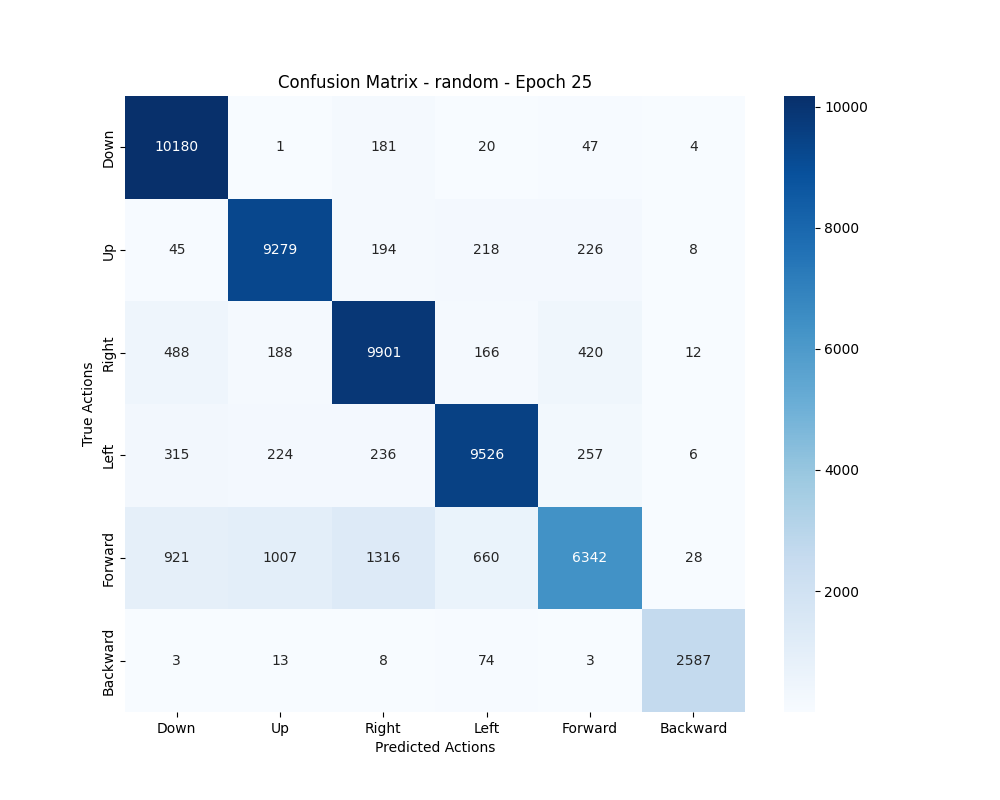 Confusion Matrix - random - Epoch 25
True Actions
Down 10180 1 181 20 47 4
Up 45 9279 194 218 226 8
Right 488 188 9901 166 420 12
Left 315 224 236 9526 257 6
Forward 921 1007 1316 660 6342 28
Backward 3 13 8 74 3 2587
Down Up Right Left Forward Backward
Predicted Actions
10000
8000
6000
4000
2000